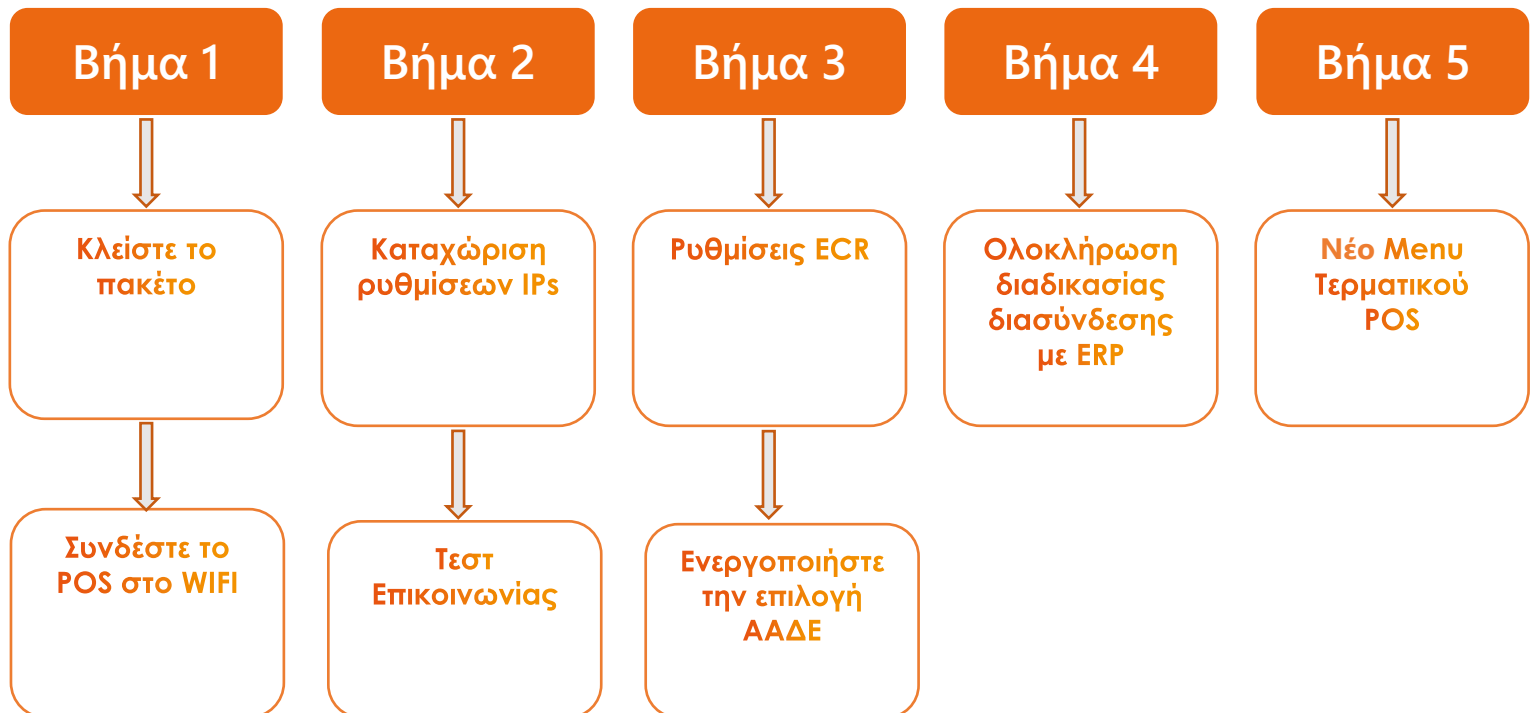 Βήμα 1
Βήμα 2
Βήμα 3
Βήμα 4
Βήμα 5
Κλείστε το
πακέτο
Καταχώριση
ρυθμίσεων IPs
Ρυθμίσεις ECR
Ολοκλήρωση
διαδικασίας
διασύνδεσης
με ERP
Νέο Menu
Τερματικού
POS
Συνδέστε το
POS στο WIFI
Τεστ
Επικοινωνίας
Ενεργοποιήστε
την επιλογή
ΑΑΔΕ